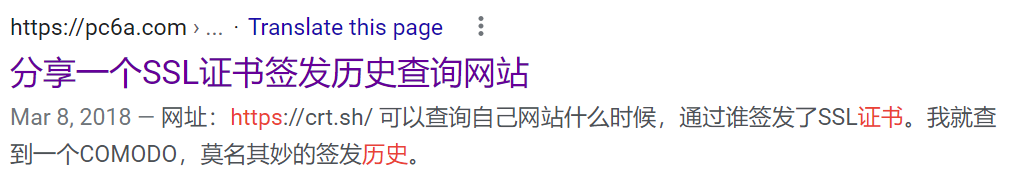 https://pc6a.com › ... · Translate this page
分享一个SSL证书签发历史查询网站
Mar 8, 2018 — 网址：https://crt.sh/ 可以查询自己网站什么时候，通过谁签发了SSL证书。我就查
到一个COMODO，莫名其妙的签发历史。